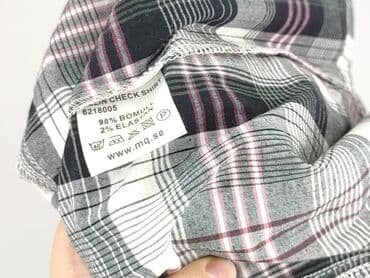 CHECK SHIRT
6218005
98% BOMULL
2% ELAS
www.mq.se